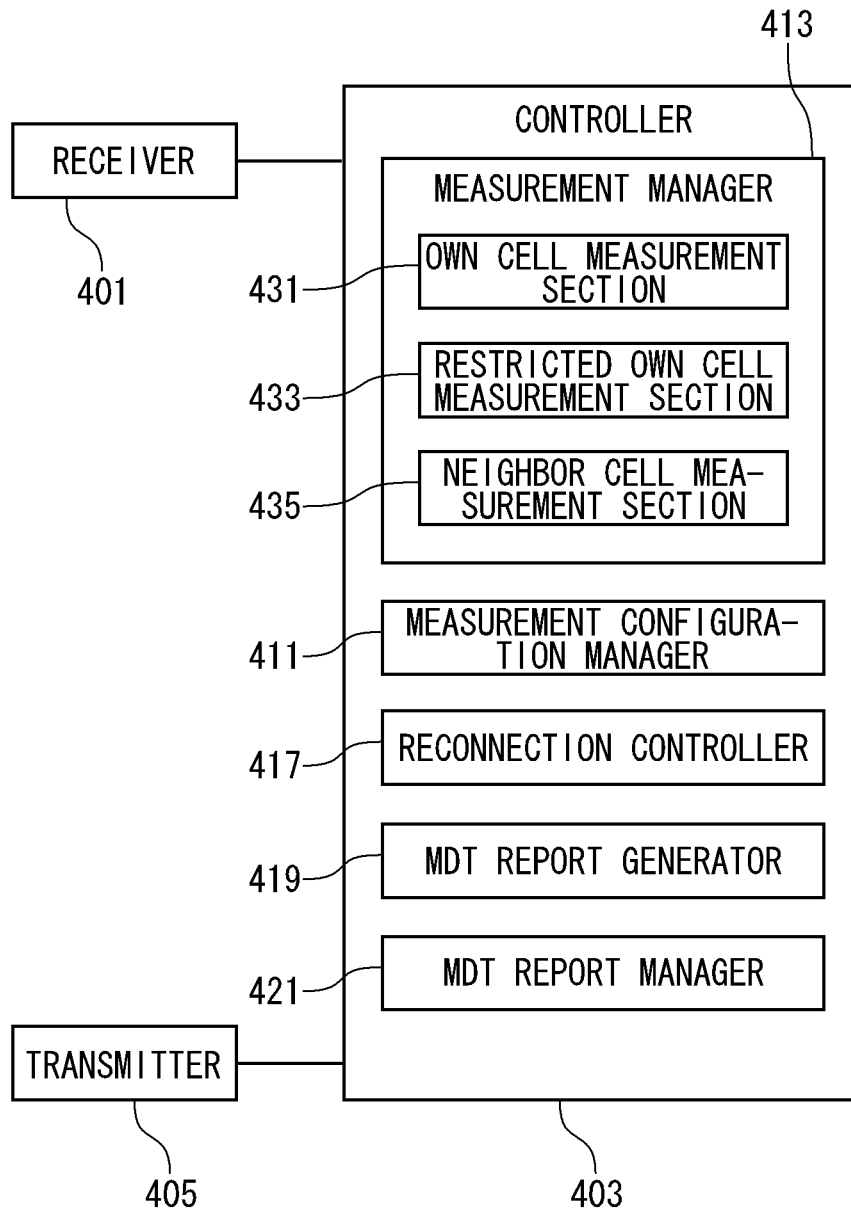 413
CONTROLLER
RECEIVER
401
MEASUREMENT MANAGER
OWN CELL MEASUREMENT
SECTION
431
RESTRICTED OWN CELL
MEASUREMENT SECTION
433
NEIGHBOR CELL MEA-
SUREMENT SECTION
435
MEASUREMENT CONFIGURA-
TION MANAGER
411
RECONNECTION CONTROLLER
417
MDT REPORT GENERATOR
419
MDT REPORT MANAGER
421
TRANSMITTER
405
403